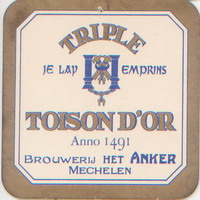 TRIPLE
JE LAY EMPRINS
TOISON D'OR
Anno 1491
BROUWERIJ HET ANKER
MECHELEN